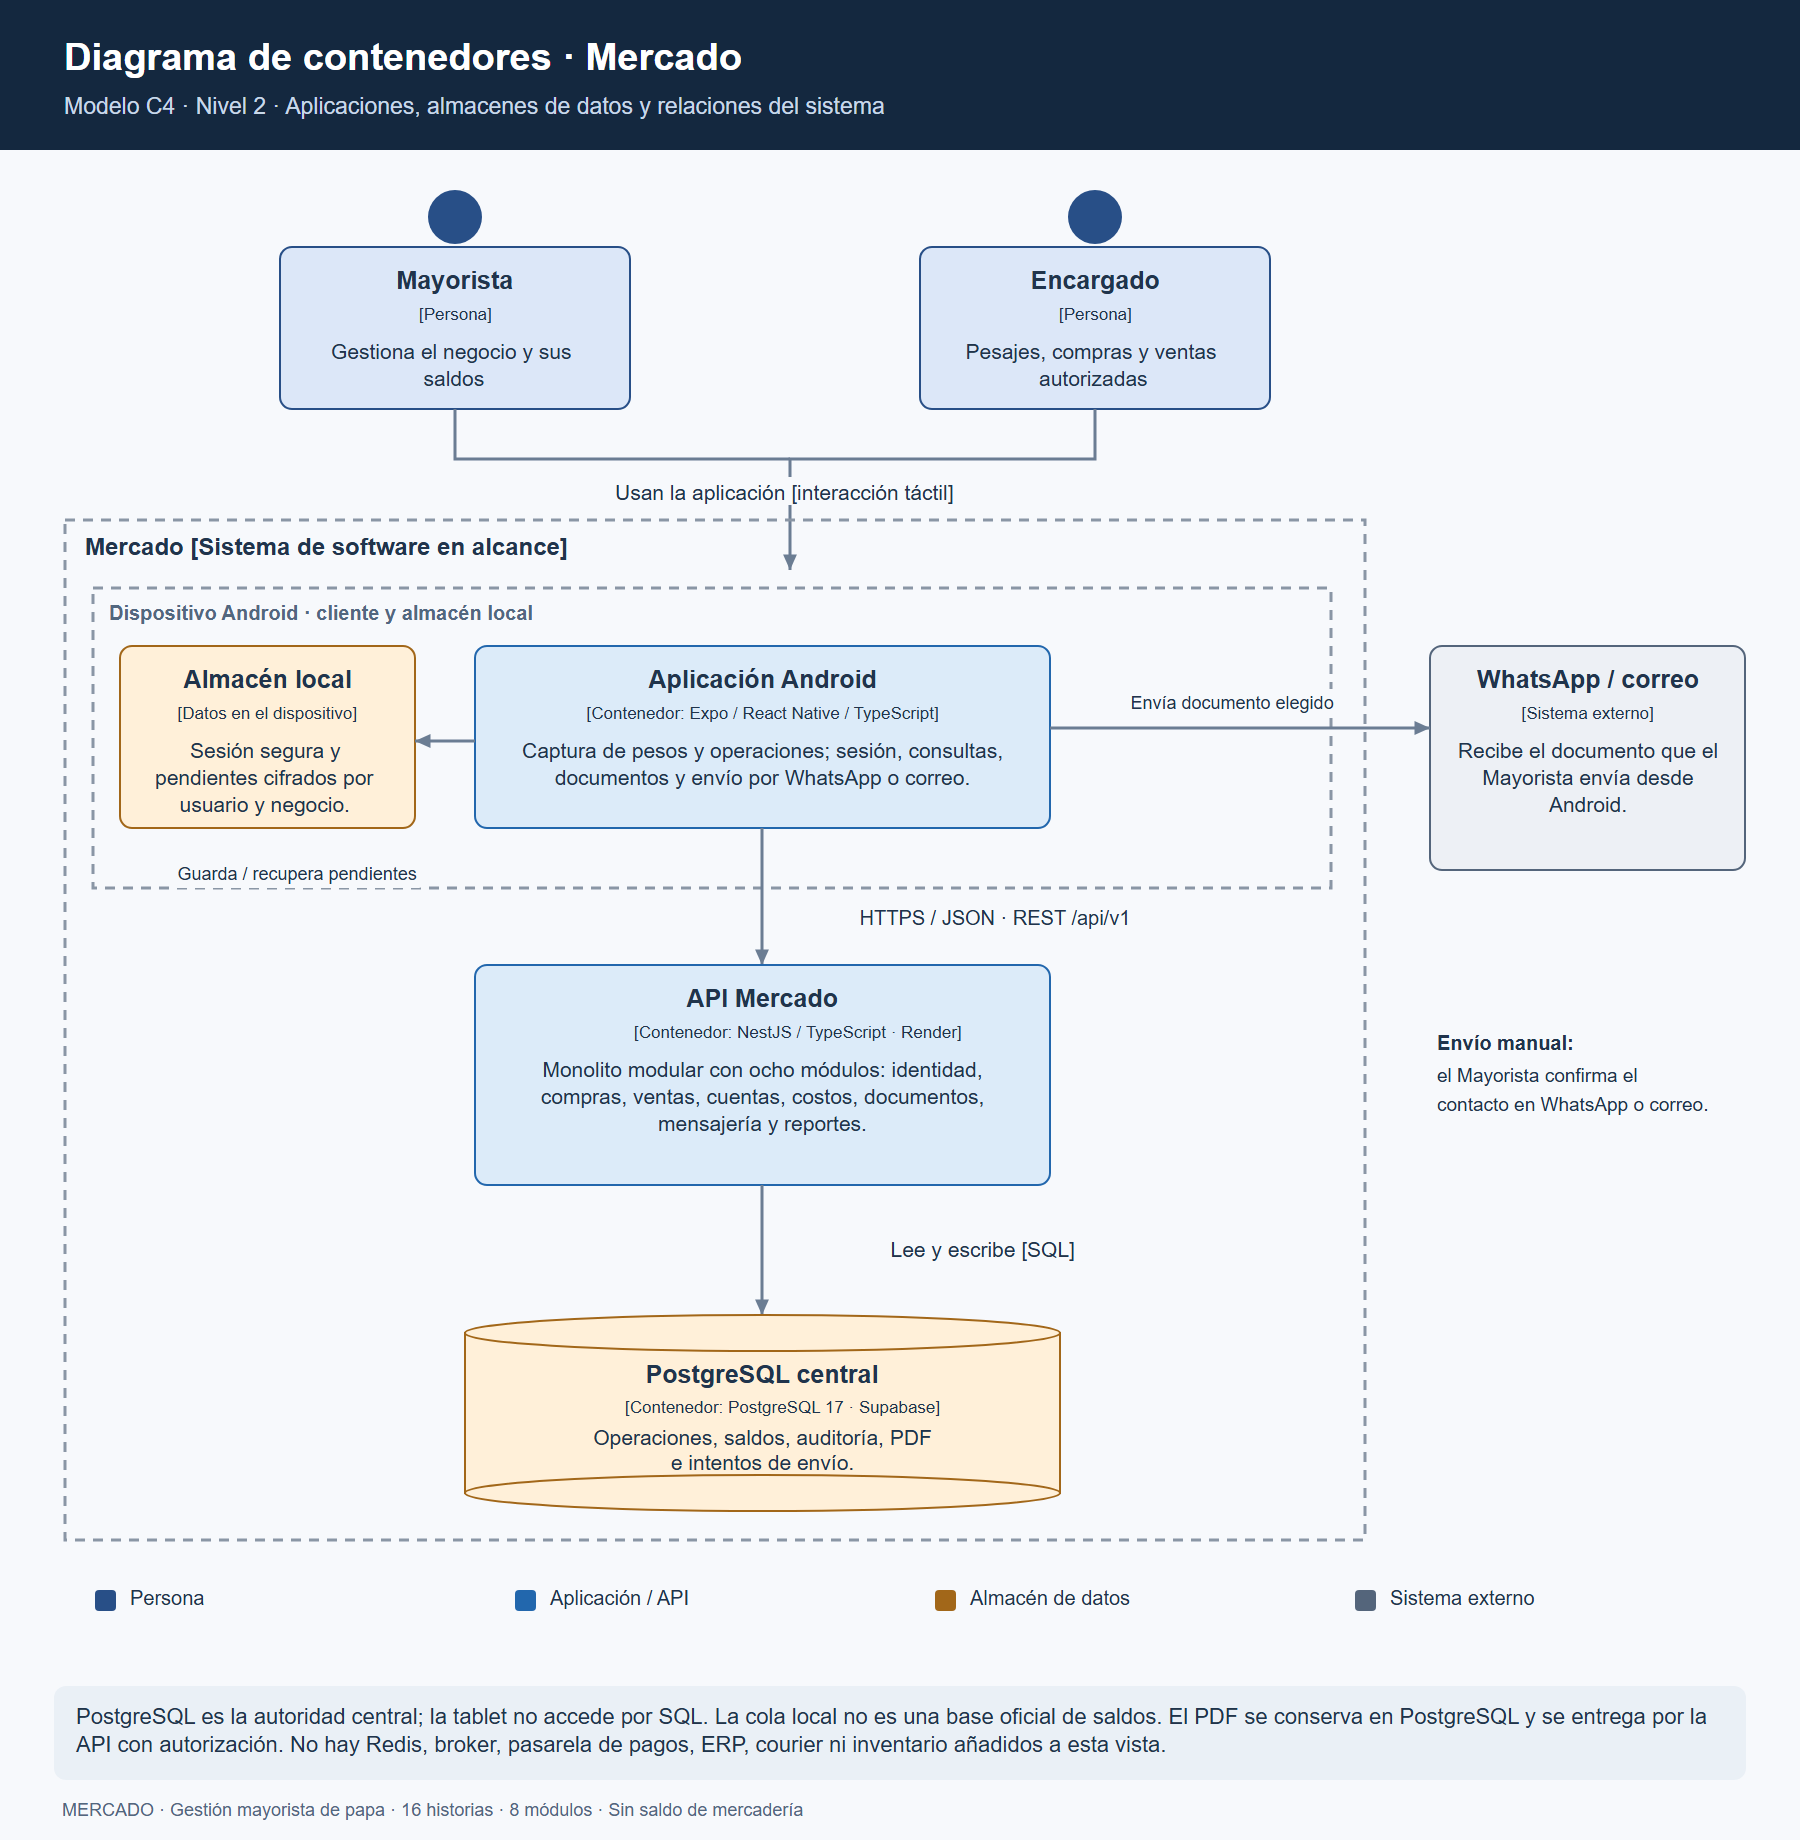 Diagrama de contenedores · Mercado
Modelo C4 · Nivel 2 · Aplicaciones, almacenes de datos y relaciones del sistema
Mayorista
[Persona]
Gestiona el negocio y sus
saldos
Encargado
[Persona]
Pesajes, compras y ventas
autorizadas
Usan la aplicación [interacción táctil]
Mercado [Sistema de software en alcance]
Dispositivo Android · cliente y almacén local
Almacén local
[Datos en el dispositivo]
Sesión segura y
pendientes cifrados por
usuario y negocio.
Aplicación Android
[Contenedor: Expo / React Native / TypeScript]
Captura de pesos y operaciones; sesión, consultas,
documentos y envío por WhatsApp o correo.
Envía documento elegido
WhatsApp / correo
[Sistema externo]
Recibe el documento que el
Mayorista envía desde
Android.
Guarda / recupera pendientes
HTTPS / JSON · REST /api/v1
API Mercado
[Contenedor: NestJS / TypeScript · Render]
Monolito modular con ocho módulos: identidad,
compras, ventas, cuentas, costos, documentos,
mensajería y reportes.
Envío manual:
el Mayorista confirma el
contacto en WhatsApp o correo.
Lee y escribe [SQL]
PostgreSQL central
[Contenedor: PostgreSQL 17 · Supabase]
Operaciones, saldos, auditoría, PDF
e intentos de envío.
Persona
Aplicación / API
Almacén de datos
Sistema externo
PostgreSQL es la autoridad central; la tablet no accede por SQL. La cola local no es una base oficial de saldos. El PDF se conserva en PostgreSQL y se entrega por la
API con autorización. No hay Redis, broker, pasarela de pagos, ERP, courier ni inventario añadidos a esta vista.
MERCADO · Gestión mayorista de papa · 16 historias · 8 módulos · Sin saldo de mercadería